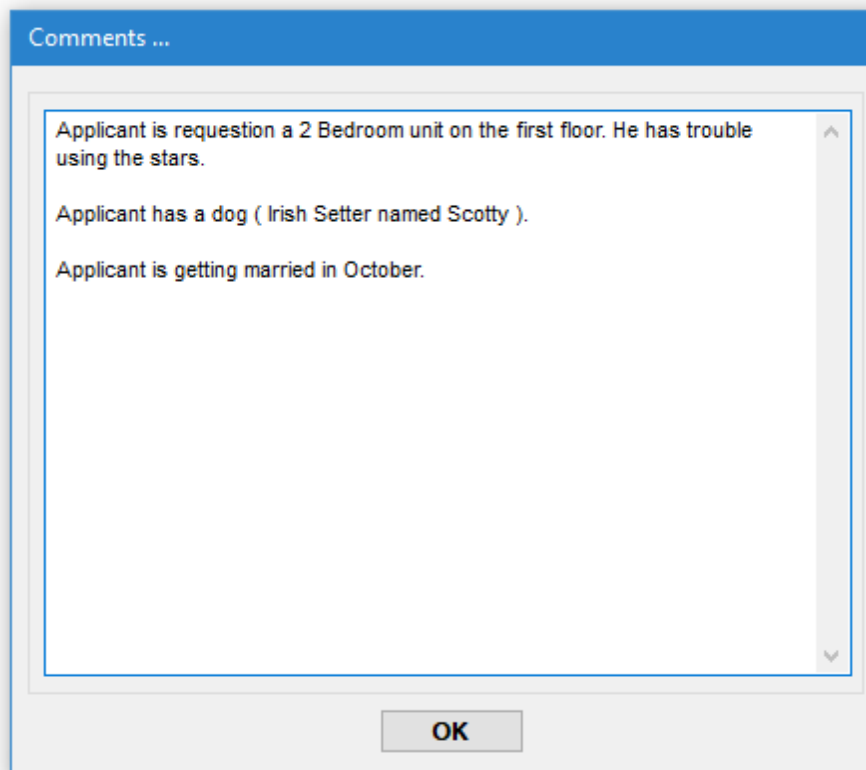 Comments ...
Applicant is requestion a 2 Bedroom unit on the first floor. He has trouble
using the stars.
Applicant has a dog ( Irish Setter named Scotty ).
Applicant is getting married in October.
OK